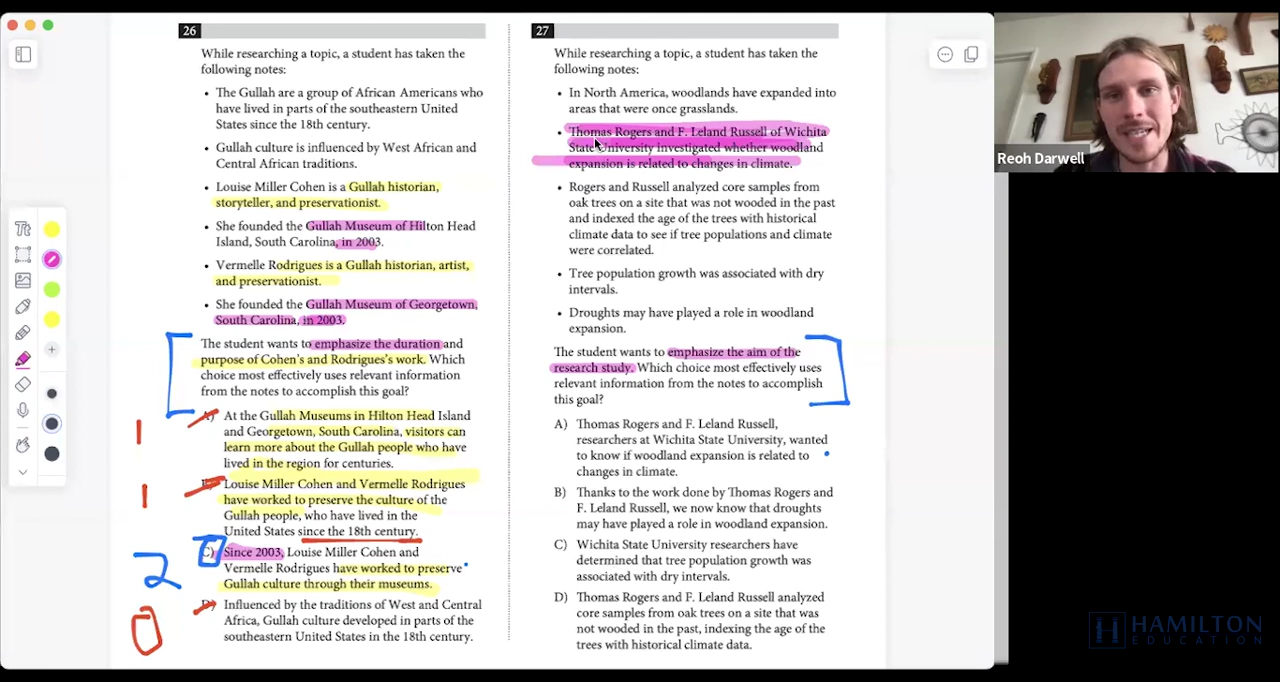 26
While researching a topic, a student has taken the
following notes:
• The Gullah are a group of African Americans who
have lived in parts of the southeastern United
States since the 18th century.
• Gullah culture is influenced by West African and
Central African traditions.
• Louise Miller Cohen is a Gullah historian,
storyteller, and preservationist.
• She founded the Gullah Museum of Hilton Head
Island, South Carolina, in 2003.
• Vermelle Rodrigues is a Gullah historian, artist,
and preservationist.
• She founded the Gullah Museum of Georgetown,
South Carolina, in 2003.
The student wants to emphasize the duration and
purpose of Cohen's and Rodrigues's work. Which
choice most effectively uses relevant information
from the notes to accomplish this goal?
A) At the Gullah Museums in Hilton Head Island
and Georgetown, South Carolina, visitors can
learn more about the Gullah people who have
lived in the region for centuries.
B) Louise Miller Cohen and Vermelle Rodrigues
have worked to preserve the culture of the
Gullah people, who have lived in the
United States since the 18th century.
C) Since 2003, Louise Miller Cohen and
Vermelle Rodrigues have worked to preserve
Gullah culture through their museums.
D) Influenced by the traditions of West and Central
Africa, Gullah culture developed in parts of the
southeastern United States in the 18th century.
1
1
2
0
27
While researching a topic, a student has taken the
following notes:
• In North America, woodlands have expanded into
areas that were once grasslands.
• Thomas Rogers and F. Leland Russell of Wichita
State University investigated whether woodland
expansion is related to changes in climate.
• Rogers and Russell analyzed core samples from
oak trees on a site that was not wooded in the past
and indexed the age of the trees with historical
climate data to see if tree populations and climate
were correlated.
• Tree population growth was associated with dry
intervals.
• Droughts may have played a role in woodland
expansion.
The student wants to emphasize the aim of the
research study. Which choice most effectively uses
relevant information from the notes to accomplish
this goal?
A) Thomas Rogers and F. Leland Russell,
researchers at Wichita State University, wanted
to know if woodland expansion is related to
changes in climate.
B) Thanks to the work done by Thomas Rogers and
F. Leland Russell, we now know that droughts
may have played a role in woodland expansion.
C) Wichita State University researchers have
determined that tree population growth was
associated with dry intervals.
D) Thomas Rogers and F. Leland Russell analyzed
core samples from oak trees on a site that was
not wooded in the past, indexing the age of the
trees with historical climate data.
Reoh Darwell
HAMILTON
EDUCATION